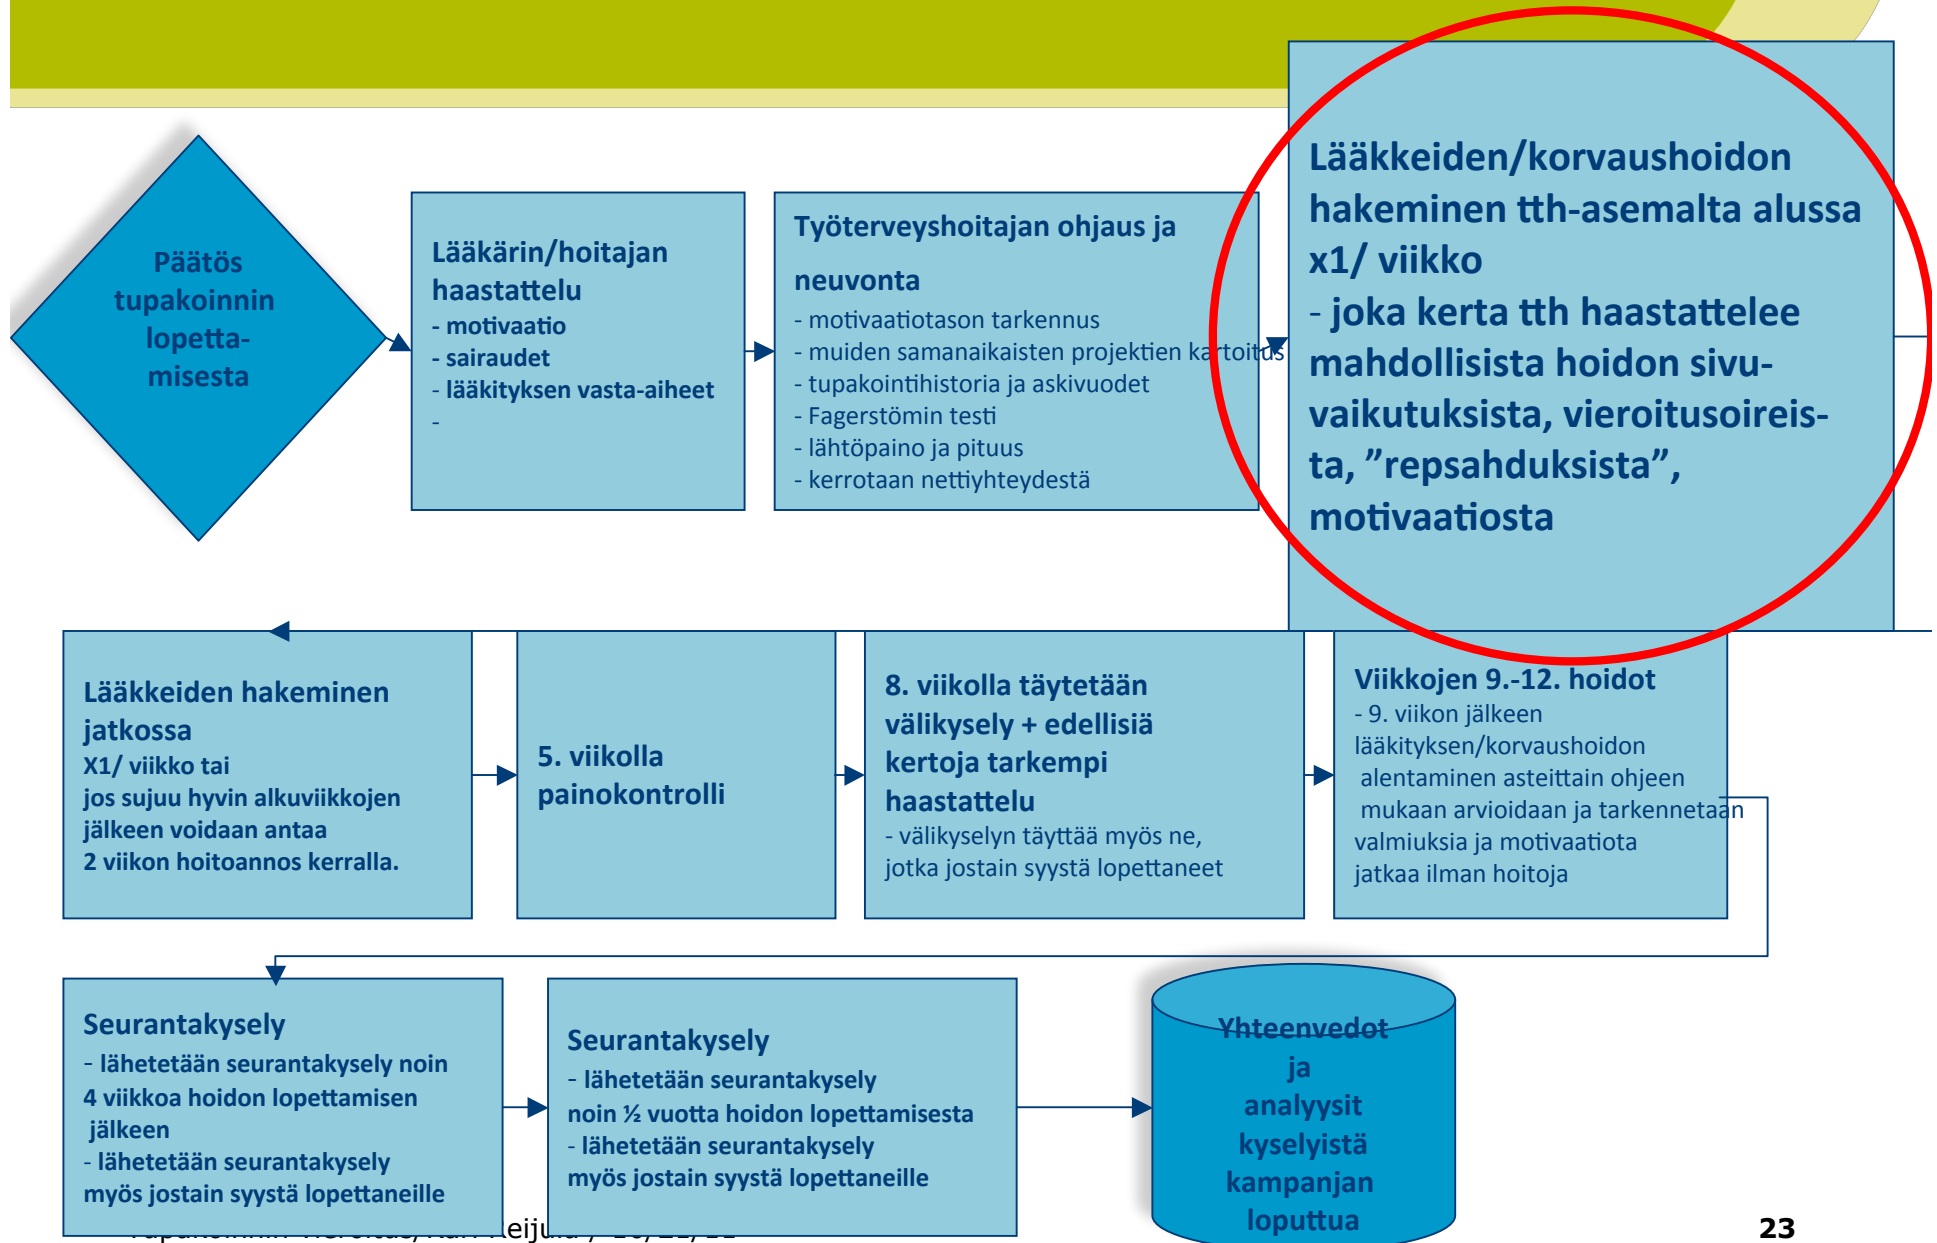 Päätös
tupakoinnin
lopetta-
misesta
Lääkärin/hoitajan
haastattelu
- motivaatio
- sairaudet
- lääkityksen vasta-aiheet
-
Työterveyshoitajan ohjaus ja
neuvonta
- motivaatiotason tarkennus
- muiden samanaikaisten projektien kartoitus
- tupakointihistoria ja askivuodet
- Fagerstömin testi
- lähtöpaino ja pituus
- kerrotaan nettiyhteydestä
Lääkkeiden/korvaushoidon
hakeminen tth-asemalta alussa
x1/ viikko
- joka kerta tth haastattelee
mahdollisista hoidon sivu-
vaikutuksista, vieroitusoireis-
ta, ”repsahduksista”,
motivaatiosta
Lääkkeiden hakeminen
jatkossa
X1/ viikko tai
jos sujuu hyvin alkuviikkojen
jälkeen voidaan antaa
2 viikon hoitoannos kerralla.
5. viikolla
painokontrolli
8. viikolla täytetään
välikysely + edellisiä
kertoja tarkempi
haastattelu
- välikyselyn täyttää myös ne,
jotka jostain syystä lopettaneet
Viikkojen 9.-12. hoidot
- 9. viikon jälkeen
lääkityksen/korvaushoidon
alentaminen asteittain ohjeen
mukaan arvioidaan ja tarkennetaan
valmiuksia ja motivaatiota
jatkaa ilman hoitoja
Seurantakysely
- lähetetään seurantakysely noin
4 viikkoa hoidon lopettamisen
jälkeen
- lähetetään seurantakysely
myös jostain syystä lopettaneille
Seurantakysely
- lähetetään seurantakysely
noin ½ vuotta hoidon lopettamisesta
- lähetetään seurantakysely
myös jostain syystä lopettaneille
Yhteenvedot
ja
analyysit
kyselyistä
kampanjan
loputtua
23